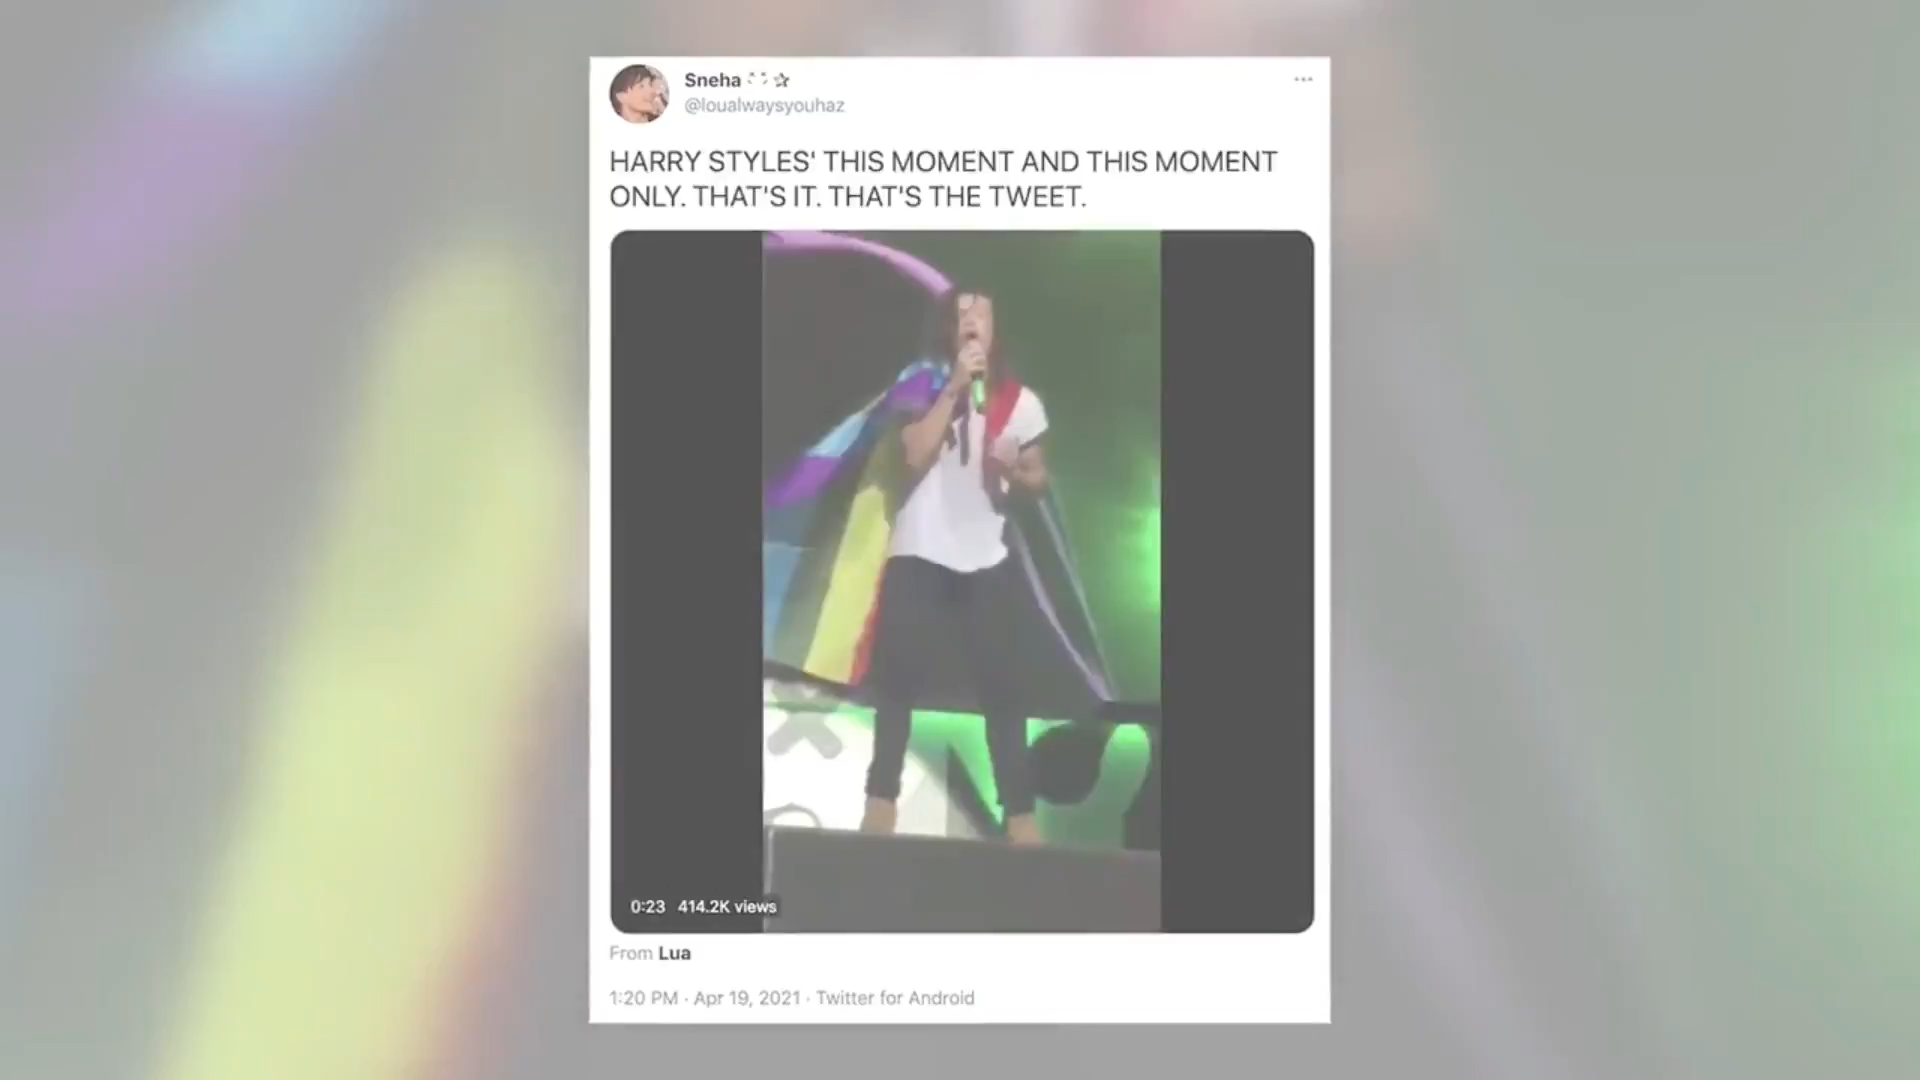 Sneha ☆
@loualwaysyouhaz
HARRY STYLES' THIS MOMENT AND THIS MOMENT
ONLY. THAT'S IT. THAT'S THE TWEET.
0:23 414.2K views
From Lua
1:20 PM · Apr 19, 2021 · Twitter for Android